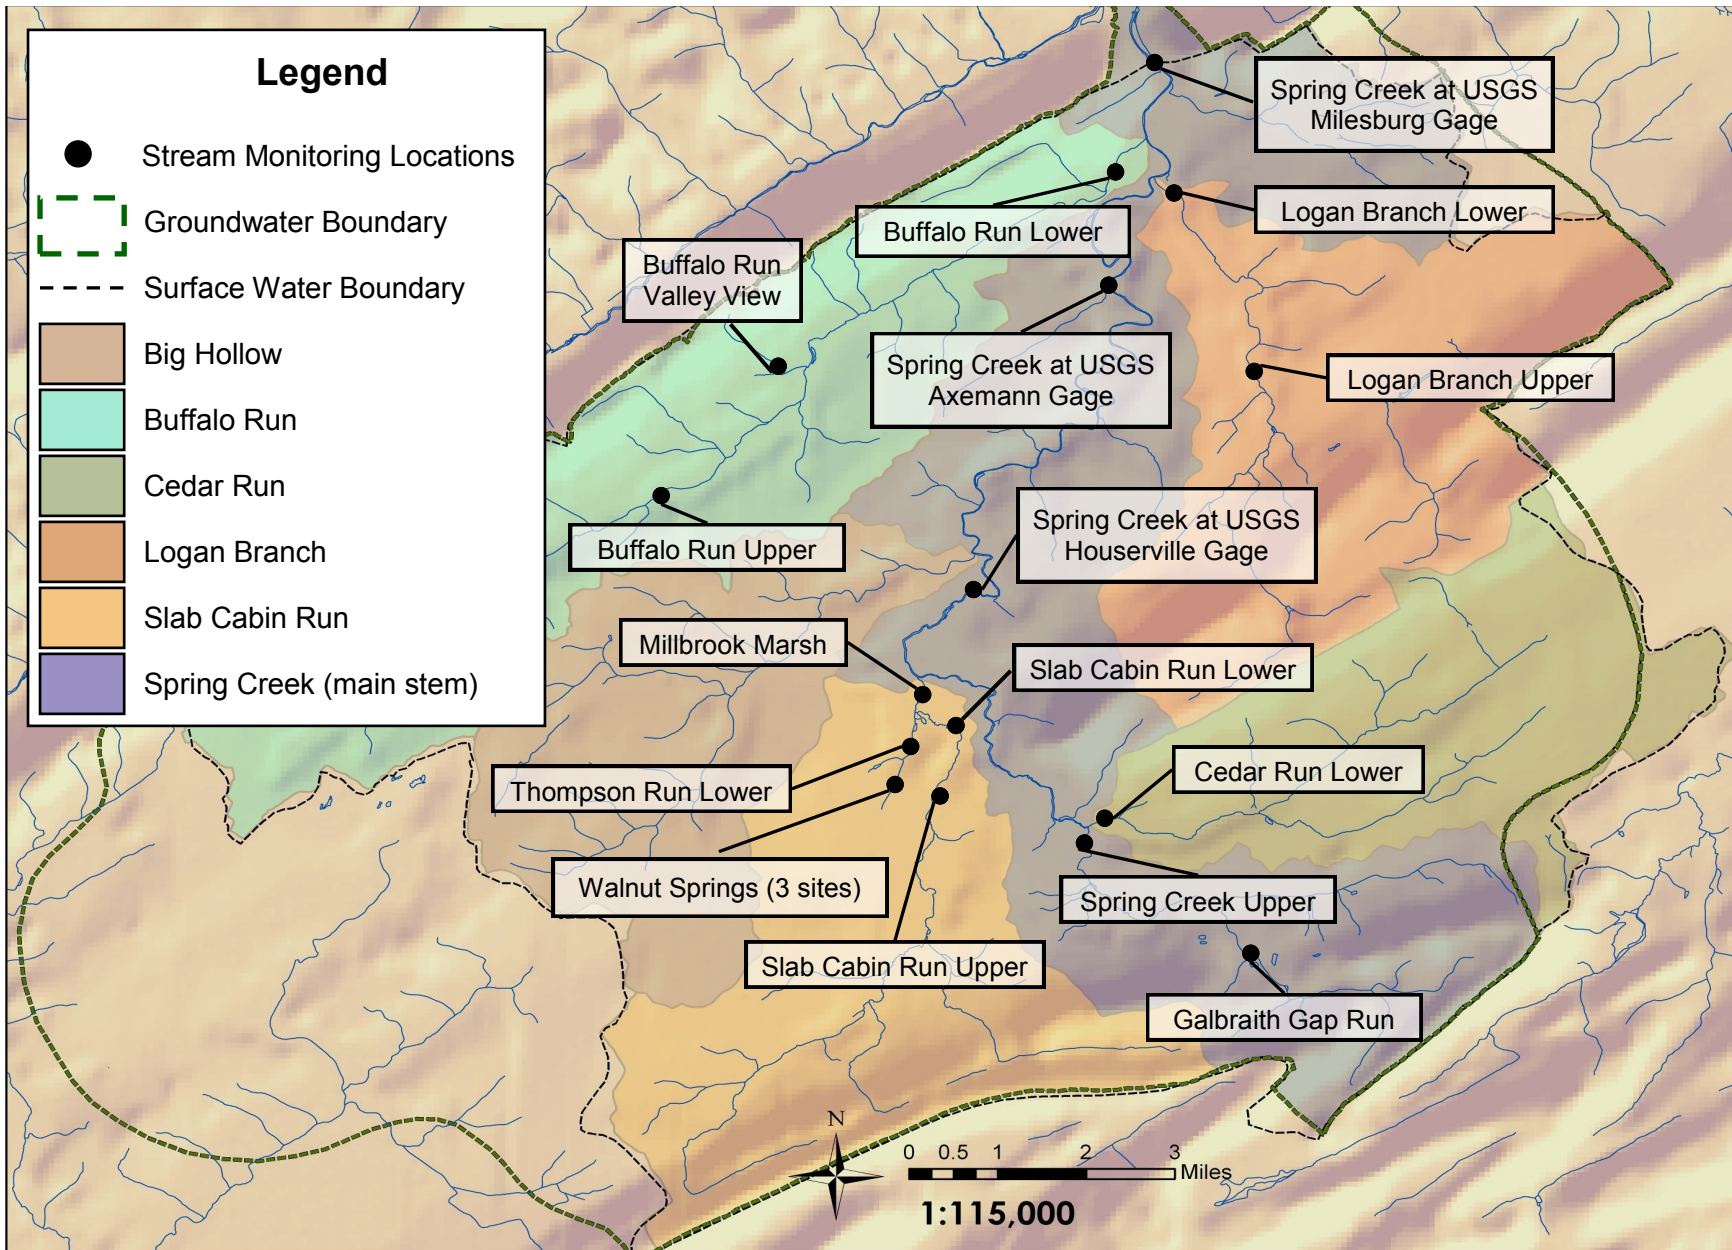 Legend
Stream Monitoring Locations
Groundwater Boundary
Surface Water Boundary
Big Hollow
Buffalo Run
Cedar Run
Logan Branch
Slab Cabin Run
Spring Creek (main stem)
Spring Creek at USGS
Milesburg Gage
Logan Branch Lower
Buffalo Run Lower
Buffalo Run
Valley View
Spring Creek at USGS
Axemann Gage
Logan Branch Upper
Spring Creek at USGS
Houserville Gage
Buffalo Run Upper
Millbrook Marsh
Slab Cabin Run Lower
Cedar Run Lower
Thompson Run Lower
Walnut Springs (3 sites)
Spring Creek Upper
Slab Cabin Run Upper
Galbraith Gap Run
N
0 0.5 1 2 3
Miles
1:115,000